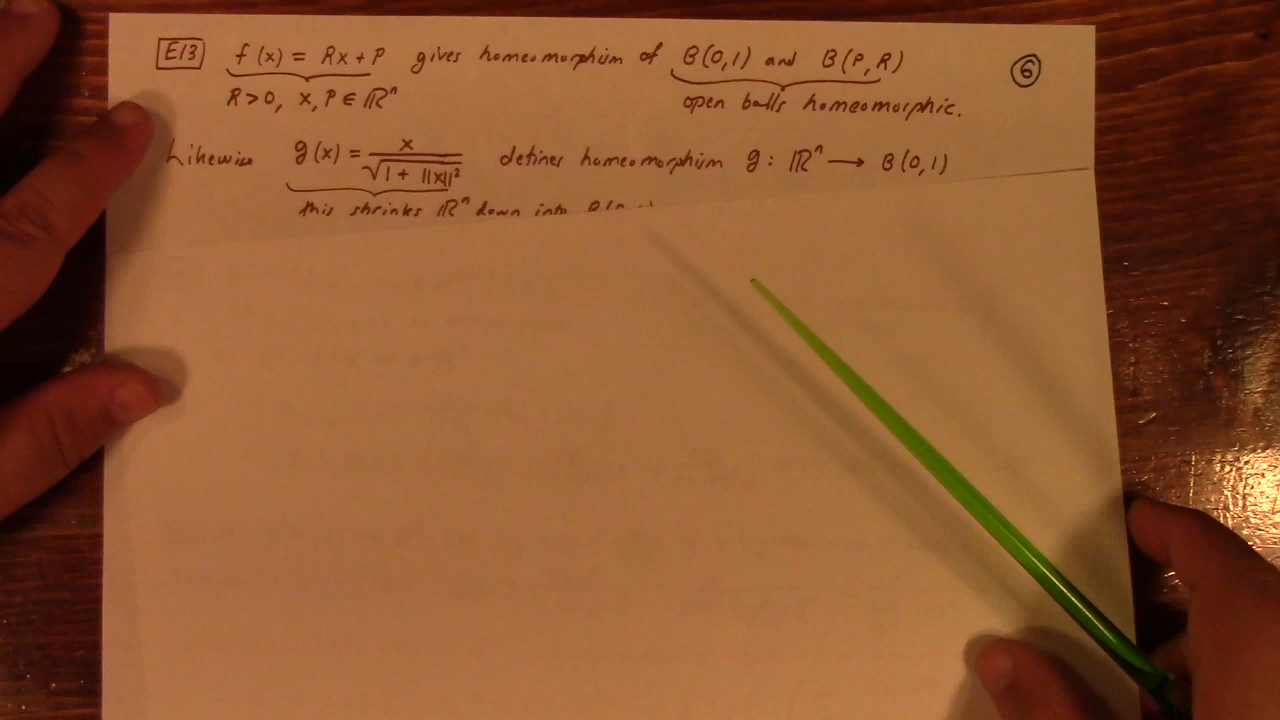 E13 f(x) = Rx + P gives homeomorphism of B(0,1) and B(P,R)
6
R>0, x, P ∈ ℝⁿ open balls homeomorphic.
Likewise g(x) = x / √(1 + ||x||²) defines homeomorphism g : ℝⁿ → B(0,1)
this shrinks ℝⁿ down into